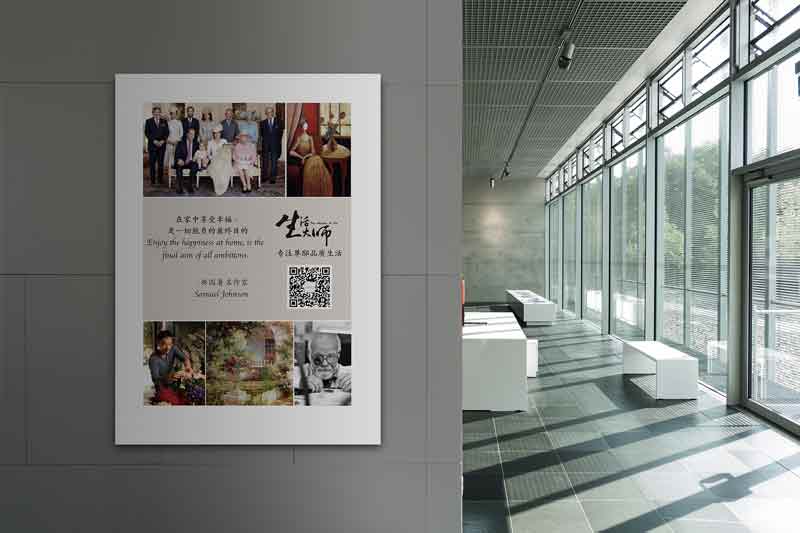 在家中享受幸福,
是一切抱负的最终目的
Enjoy the happiness at home, is the
final aim of all ambitions.
英国著名作家
Samuel Johnson
生活大师
专注尊御品质生活